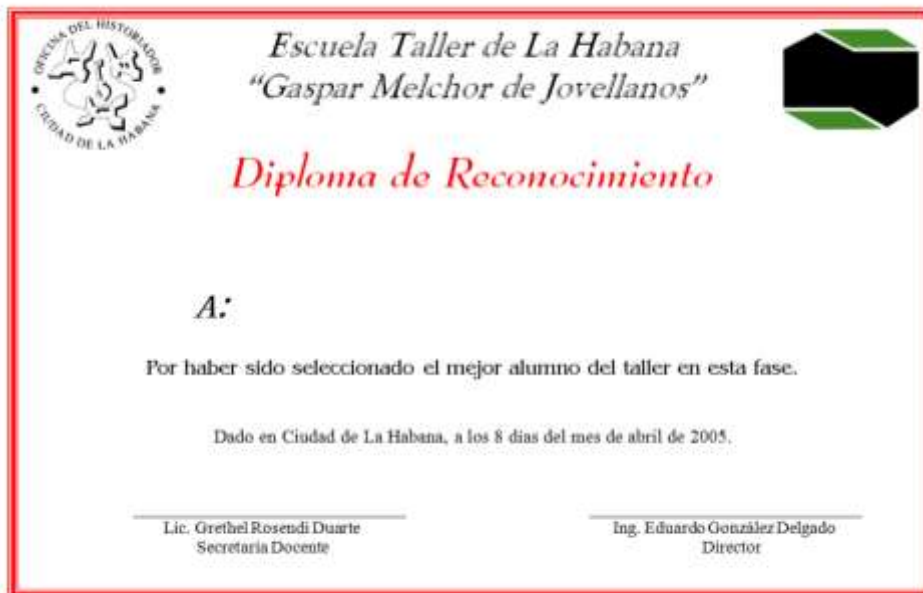 OFICINA DEL HISTORIADOR
CIUDAD DE LA HABANA
Escuela Taller de La Habana
“Gaspar Melchor de Jovellanos”
Diploma de Reconocimiento
A:
Por haber sido seleccionado el mejor alumno del taller en esta fase.
Dado en Ciudad de La Habana, a los 8 dias del mes de abril de 2005.
Lic. Grethel Rosendi Duarte
Secretaria Docente
Ing. Eduardo González Delgado
Director